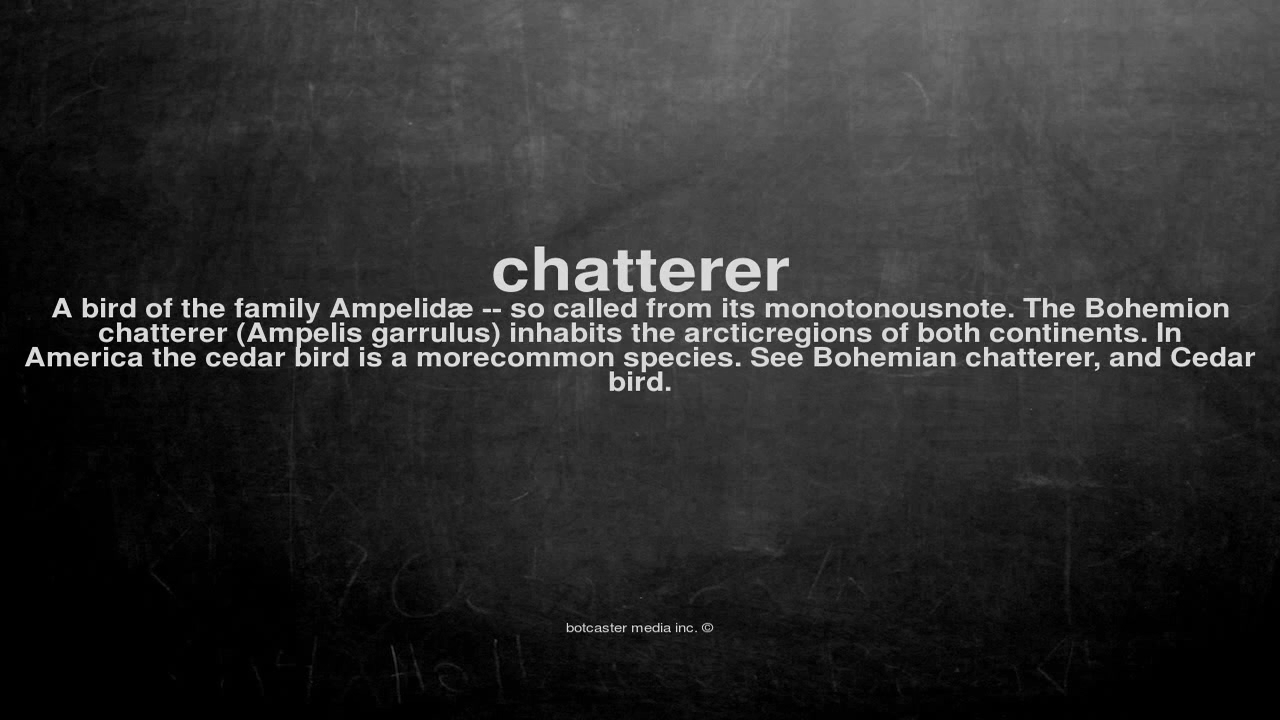 chatterer
A bird of the family Ampelidæ -- so called from its monotonousnote. The Bohemion
chatterer (Ampelis garrulus) inhabits the arcticregions of both continents. In
America the cedar bird is a morecommon species. See Bohemian chatterer, and Cedar
bird.
botcaster media inc. ©